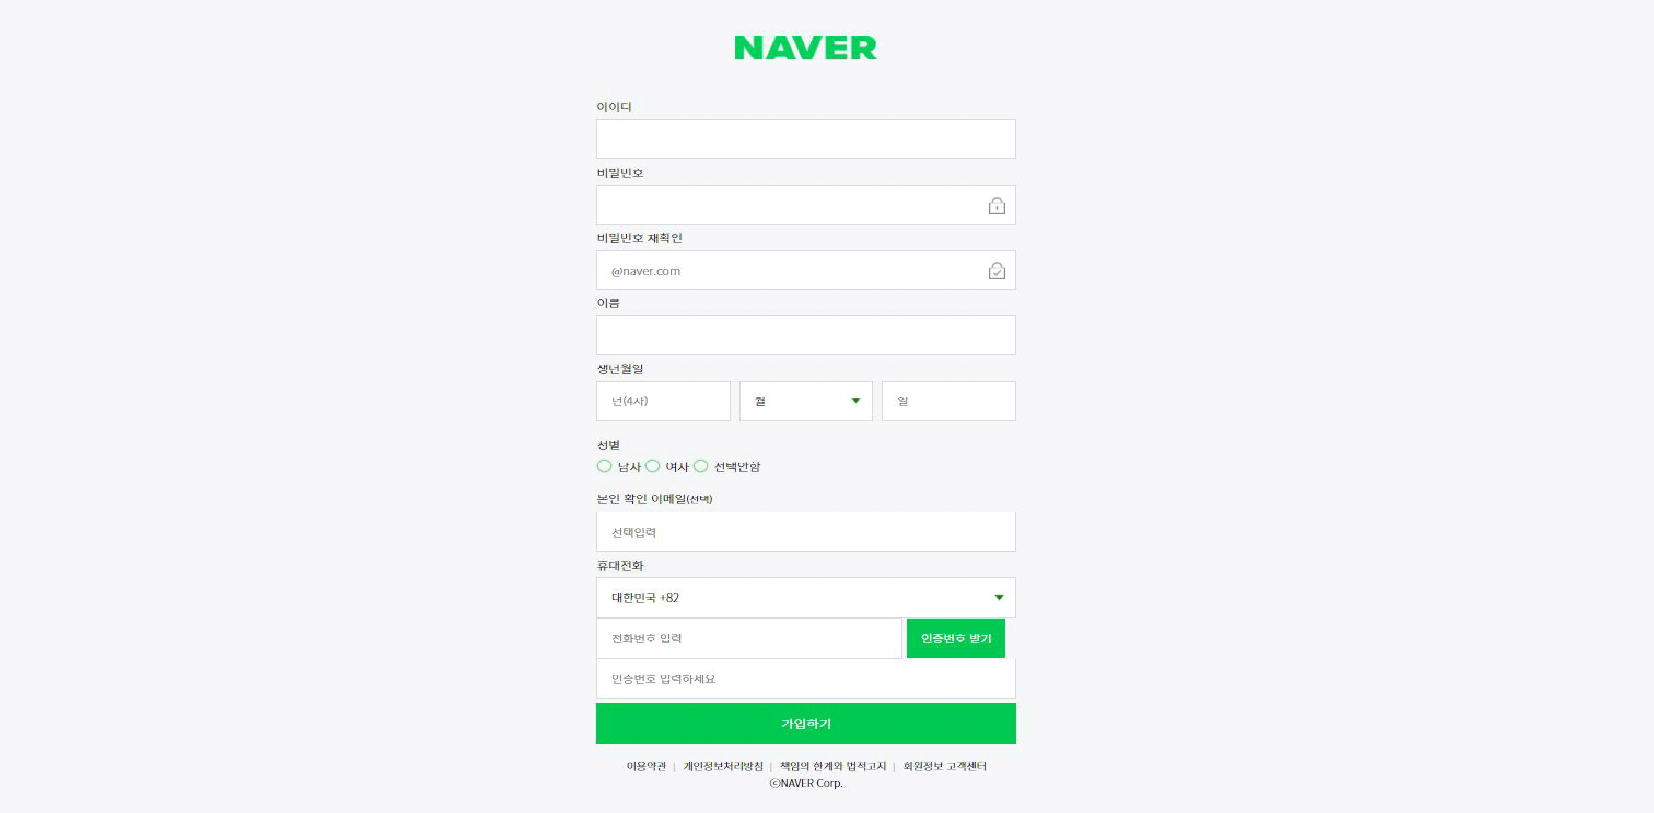 NAVER
아이디
비밀번호
비밀번호 재확인
@naver.com
이름
생년월일
년(4자) 월 일
성별
남자 여자 선택안함
본인 확인 이메일(선택)
선택입력
휴대전화
대한민국 +82
전화번호 입력 인증번호 받기
인증번호 입력하세요
가입하기
이용약관 | 개인정보처리방침 | 책임의 한계와 법적고지 | 회원정보 고객센터
ⓒNAVER Corp.